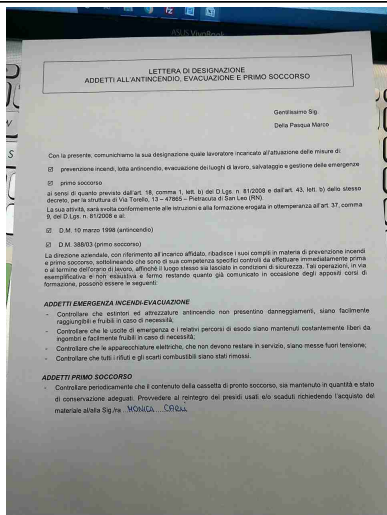 ASUS VivoBook
LETTERA DI DESIGNAZIONE
ADDETTI ALL'ANTINCENDIO, EVACUAZIONE E PRIMO SOCCORSO
Gentilissimo Sig.
Della Pasqua Marco
Con la presente, comunichiamo la sua designazione quale lavoratore incaricato all'attuazione delle misure di:
☑ prevenzione incendi, lotta antincendio, evacuazione dei luoghi di lavoro, salvataggio e gestione delle emergenze
☑ primo soccorso
ai sensi di quanto previsto dall'art. 18, comma 1, lett. b) del D.Lgs. n. 81/2008 e dall'art. 43, lett. b) dello stesso
decreto, per la struttura di Via Torello, 13 – 47865 – Pietracuta di San Leo (RN).
La sua attività, sarà svolta conformemente alle istruzioni e alla formazione erogata in ottemperanza all'art. 37, comma
9, del D.Lgs. n. 81/2008 e al:
☑ D.M. 10 marzo 1998 (antincendio)
☑ D.M. 388/03 (primo soccorso)
La direzione aziendale, con riferimento all'incarico affidato, ribadisce i suoi compiti in materia di prevenzione incendi
e primo soccorso, sottolineando che sono di sua competenza specifici controlli da effettuare immediatamente prima
o al termine dell'orario di lavoro, affinché il luogo stesso sia lasciato in condizioni di sicurezza. Tali operazioni, in via
esemplificativa e non esaustiva e fermo restando quanto già comunicato in occasione degli appositi corsi di
formazione, possono essere le seguenti:
ADDETTI EMERGENZA INCENDI-EVACUAZIONE
- Controllare che estintori ed attrezzature antincendio non presentino danneggiamenti, siano facilmente
raggiungibili e fruibili in caso di necessità;
- Controllare che le uscite di emergenza e i relativi percorsi di esodo siano mantenuti costantemente liberi da
ingombri e facilmente fruibili in caso di necessità;
- Controllare che le apparecchiature elettriche, che non devono restare in servizio, siano messe fuori tensione;
- Controllare che tutti i rifiuti e gli scarti combustibili siano stati rimossi.
ADDETTI PRIMO SOCCORSO
- Controllare periodicamente che il contenuto della cassetta di pronto soccorso, sia mantenuto in quantità e stato
di conservazione adeguati. Provvedere al reintegro dei presidi usati e/o scaduti richiedendo l'acquisto del
materiale al/alla Sig./ra MONICA CARLI